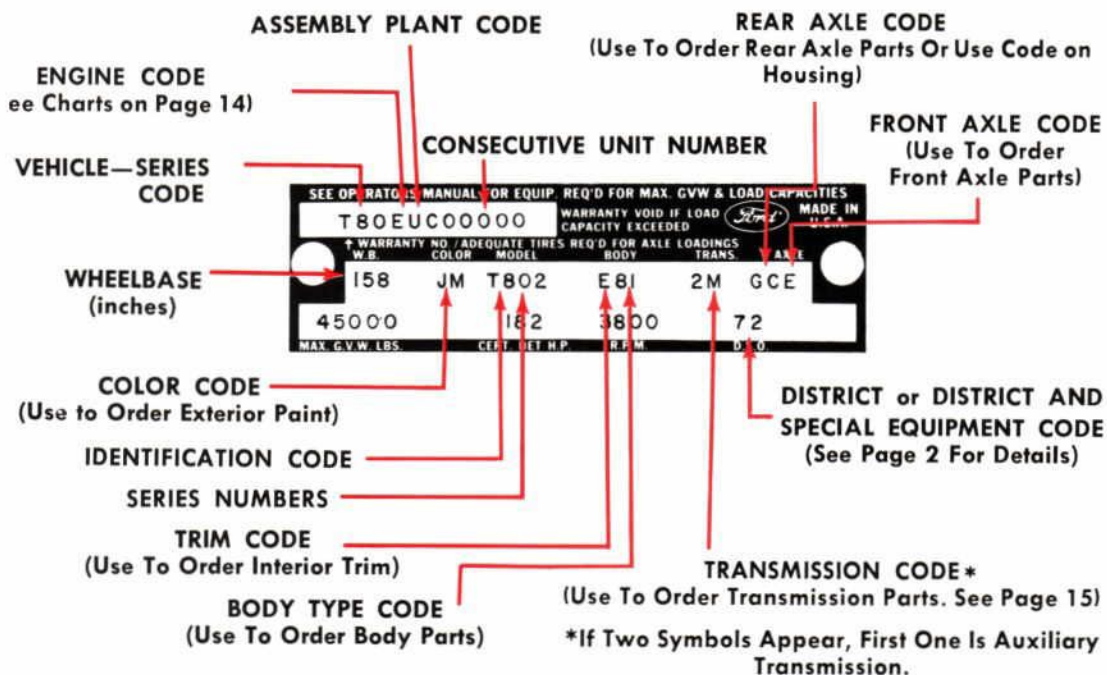 ASSEMBLY PLANT CODE
REAR AXLE CODE
(Use To Order Rear Axle Parts Or Use Code on
Housing)
ENGINE CODE
ee Charts on Page 14)
FRONT AXLE CODE
(Use To Order
Front Axle Parts)
CONSECUTIVE UNIT NUMBER
VEHICLE—SERIES
CODE
SEE OPERATORS MANUAL FOR EQUIP. REQ'D FOR MAX. GVW & LOAD CAPACITIES
T80EUC00000
WARRANTY VOID IF LOAD
CAPACITY EXCEEDED
Ford
MADE IN
U.S.A.
↑ WARRANTY NO./ADEQUATE TIRES REQ'D FOR AXLE LOADINGS
W.B. COLOR MODEL BODY TRANS. AXLE
158 JM T802 E81 2M GCE
45000 182 3800 72
MAX. G.V.W. LBS. CERT. NET H.P. R.P.M. D.S.O.
WHEELBASE
(inches)
COLOR CODE
(Use to Order Exterior Paint)
DISTRICT or DISTRICT AND
SPECIAL EQUIPMENT CODE
(See Page 2 For Details)
IDENTIFICATION CODE
SERIES NUMBERS
TRIM CODE
(Use To Order Interior Trim)
TRANSMISSION CODE*
(Use To Order Transmission Parts. See Page 15)
BODY TYPE CODE
(Use To Order Body Parts)
*If Two Symbols Appear, First One Is Auxiliary
Transmission.